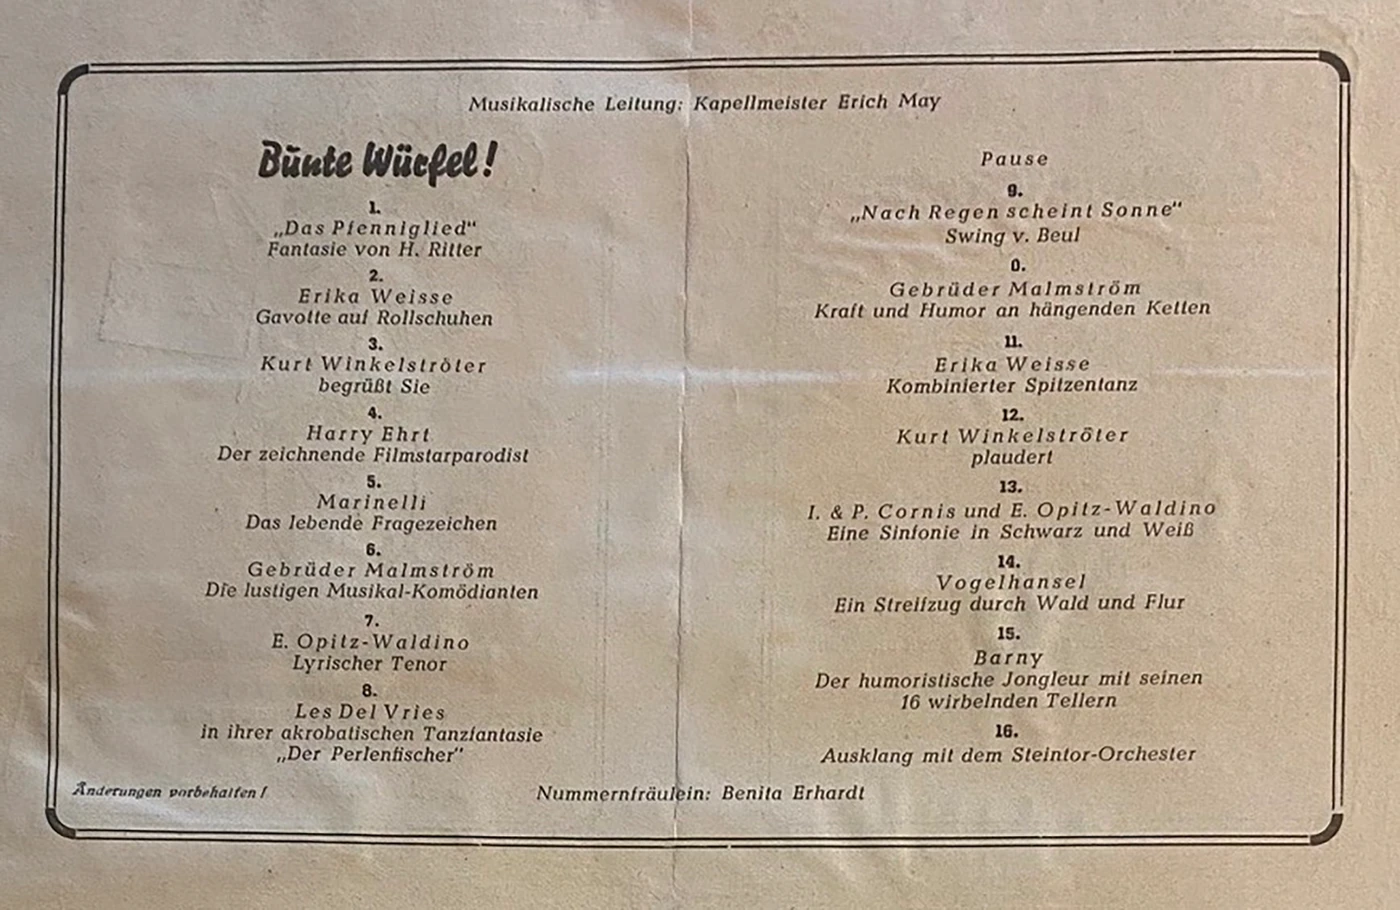 Musikalische Leitung: Kapellmeister Erich May
Bunte Würfel!
1.
„Das Pfenniglied“
Fantasie von H. Ritter
2.
Erika Weisse
Gavotte auf Rollschuhen
3.
Kurt Winkelströter
begrüßt Sie
4.
Harry Ehrt
Der zeichnende Filmstarparodist
5.
Marinelli
Das lebende Fragezeichen
6.
Gebrüder Malmström
Die lustigen Musikal-Komödianten
7.
E. Opitz-Waldino
Lyrischer Tenor
8.
Les Del Vries
in ihrer akrobatischen Tanzfantasie
„Der Perlenfischer“
Pause
9.
„Nach Regen scheint Sonne“
Swing v. Beul
0.
Gebrüder Malmström
Kraft und Humor an hängenden Ketten
11.
Erika Weisse
Kombinierter Spitzentanz
12.
Kurt Winkelströter
plaudert
13.
I. & P. Cornis und E. Opitz-Waldino
Eine Sinfonie in Schwarz und Weiß
14.
Vogelhansel
Ein Streifzug durch Wald und Flur
15.
Barny
Der humoristische Jongleur mit seinen
16 wirbelnden Tellern
16.
Ausklang mit dem Steintor-Orchester
Änderungen vorbehalten!
Nummernfräulein: Benita Erhardt